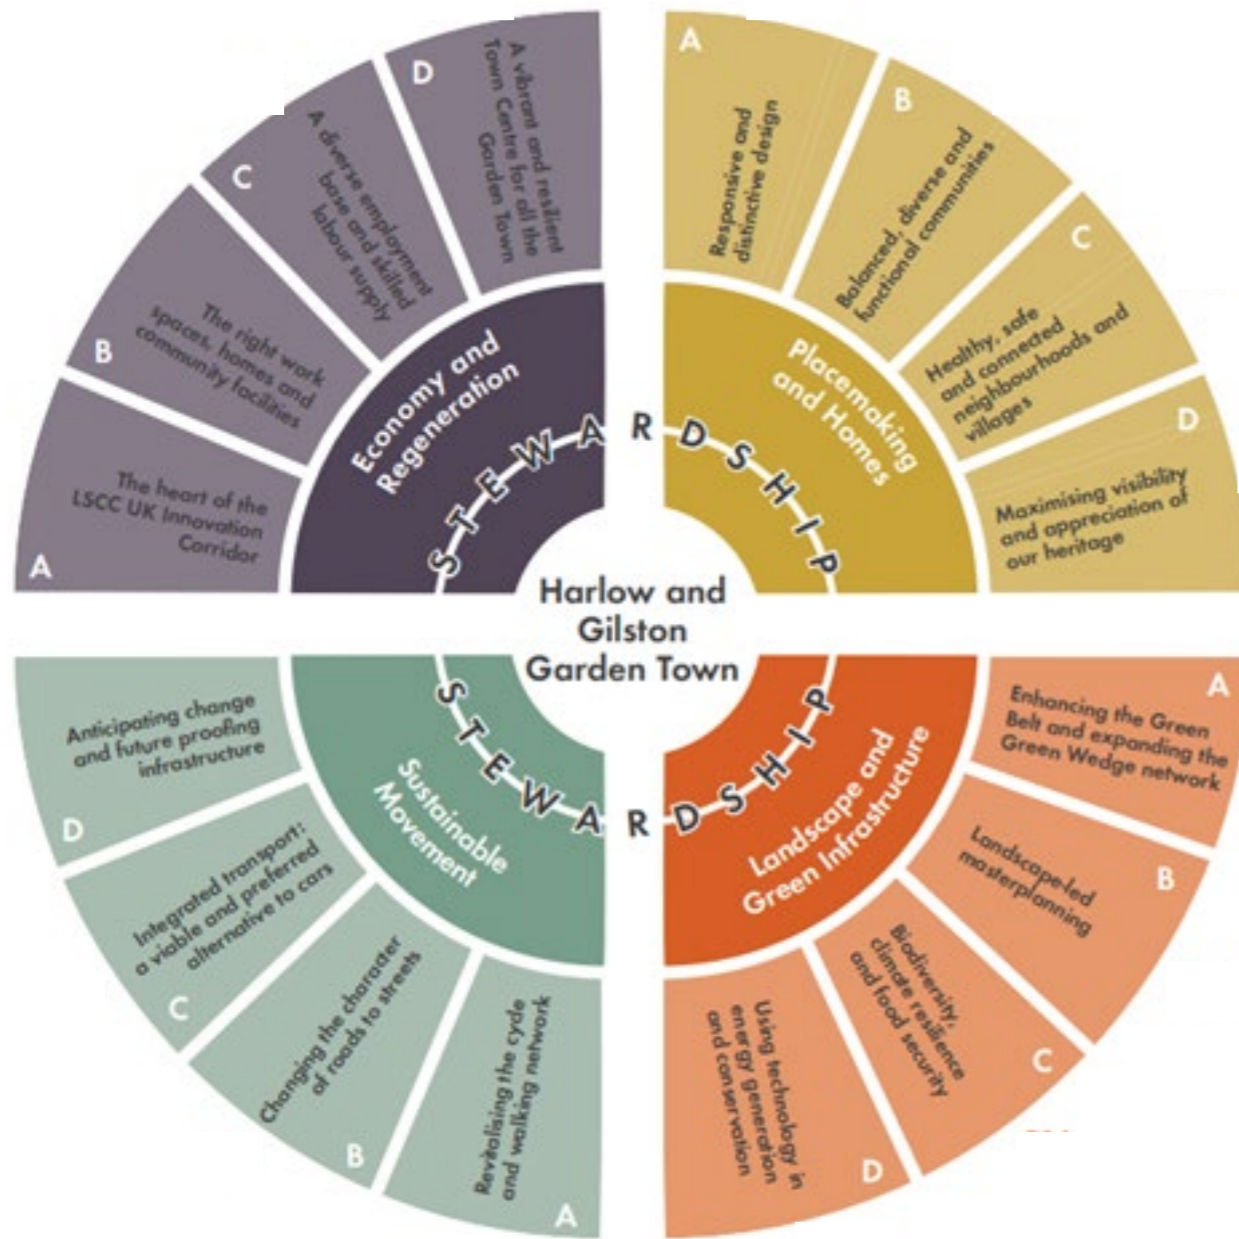 A
Responsive and
distinctive design
B
Balanced, diverse and
functional communities
C
Healthy, safe
and connected
neighbourhoods and
villages
D
Maximising visibility
and appreciation of
our heritage
Placemaking
and Homes
A
Enhancing the Green
Belt and expanding the
Green Wedge network
B
Landscape-led
masterplanning
C
Biodiversity,
climate resilience
and food security
D
Using technology in
energy generation
and conservation
Landscape and
Green Infrastructure
A
Revitalising the cycle
and walking network
B
Changing the character
of roads to streets
C
Integrated transport:
a viable and preferred
alternative to cars
D
Anticipating change
and future proofing
infrastructure
Sustainable
Movement
A
The heart of the
LSCC UK Innovation
Corridor
B
The right work
spaces, homes and
community facilities
C
A diverse employment
base and skilled
labour supply
D
A vibrant and resilient
Town Centre for all the
Garden Town
Economy and
Regeneration
STEWARDSHIP
Harlow and
Gilston
Garden Town
STEWARDSHIP